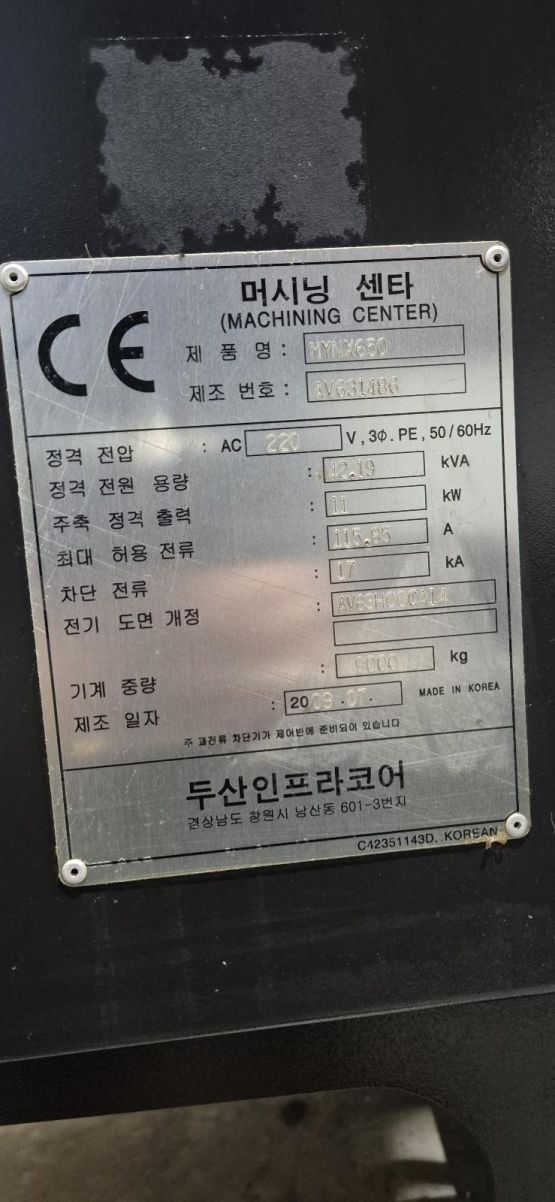 CE
머시닝 센타
(MACHINING CENTER)
제 품 명 : MYNX650
제조 번호 : AV631486
정격 전압 : AC 220 V , 3Φ. PE , 50/60Hz
정격 전원 용량 : 42.19 kVA
주축 정격 출력 : 11 kW
최대 허용 전류 : 115.85 A
차단 전류 : 17 kA
전기 도면 개정 : AV63H0CCA14
기계 중량 : 9000 kg
제조 일자 : 2009.07. MADE IN KOREA
주 과전류 차단기가 제어반에 준비되어 있습니다
두산인프라코어
경상남도 창원시 남산동 601-3번지
C42351143D. KOREAN